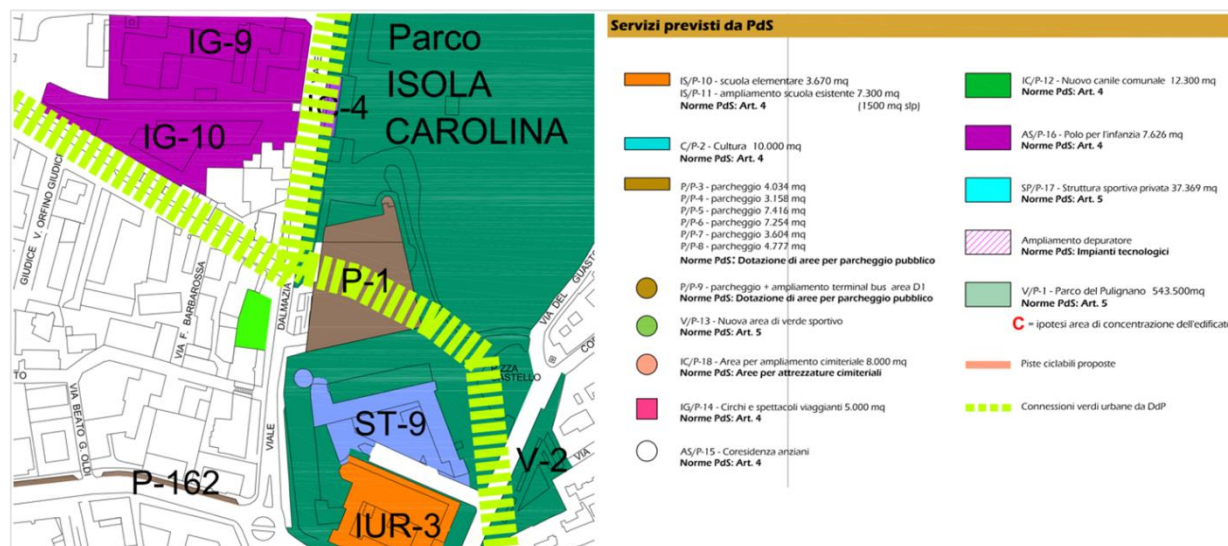 IG-9
Parco
ISOLA
CAROLINA
IG-10
GIUDICE V. ORFINO GIUDICE
VIA F. BARBAROSSA
DALMAZIA
P-1
VIA DEL GUASTO
VIA BEATO G. OLDI
VIALE
ST-9
V-2
VIA
P-162
IUR-3
Servizi previsti da PdS
IS/P-10 - scuola elementare 3.670 mq
IS/P-11 - ampliamento scuola esistente 7.300 mq
Norme PdS: Art. 4 (1500 mq slp)
C/P-2 - Cultura 10.000 mq
Norme PdS: Art. 4
P/P-3 - parcheggio 4.034 mq
P/P-4 - parcheggio 3.158 mq
P/P-5 - parcheggio 7.416 mq
P/P-6 - parcheggio 7.254 mq
P/P-7 - parcheggio 3.604 mq
P/P-8 - parcheggio 4.777 mq
Norme PdS: Dotazione di aree per parcheggio pubblico
P/P-9 - parcheggio + ampliamento terminal bus area D1
Norme PdS: Dotazione di aree per parcheggio pubblico
V/P-13 - Nuova area di verde sportivo
Norme PdS: Art. 5
IC/P-18 - Area per ampliamento cimiteriale 8.000 mq
Norme PdS: Aree per attrezzature cimiteriali
IG/P-14 - Circhi e spettacoli viaggianti 5.000 mq
Norme PdS: Art. 4
AS/P-15 - Coresidenza anziani
Norme PdS: Art. 4
IC/P-12 - Nuovo canile comunale 12.300 mq
Norme PdS: Art. 4
AS/P-16 - Polo per l'infanzia 7.626 mq
Norme PdS: Art. 4
SP/P-17 - Struttura sportiva privata 37.369 mq
Norme PdS: Art. 5
Ampliamento depuratore
Norme PdS: Impianti tecnologici
V/P-1 - Parco del Pulignano 543.500mq
Norme PdS: Art. 5
C = ipotesi area di concentrazione dell'edificato
Piste ciclabili proposte
Connessioni verdi urbane da DdP